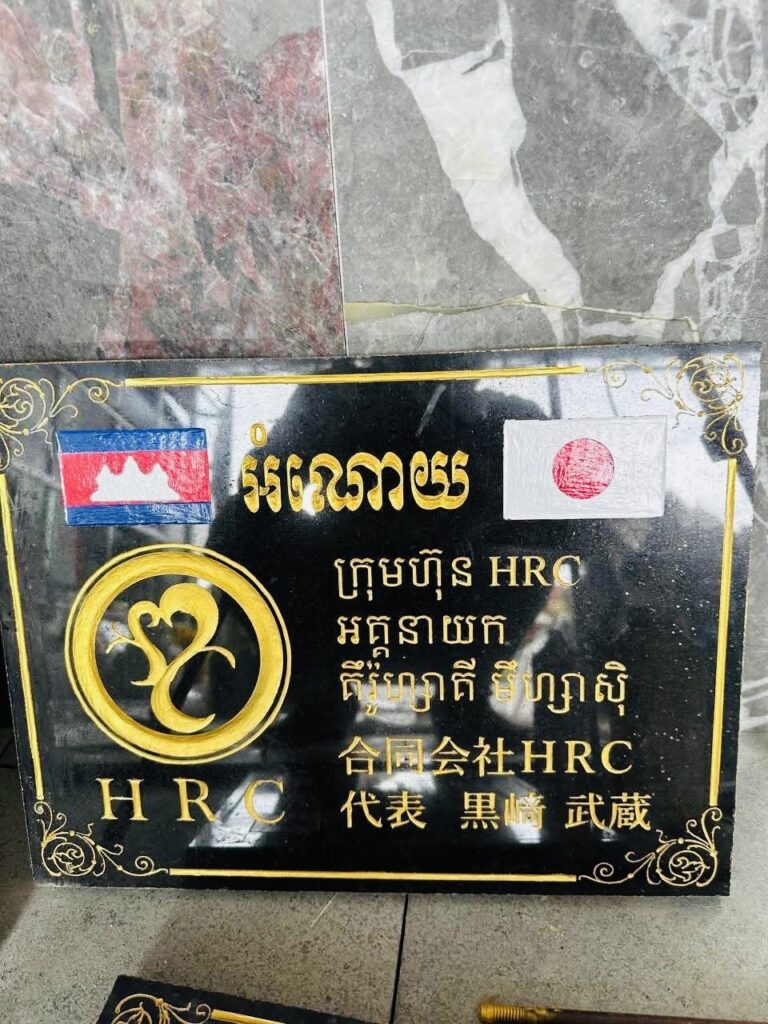 អំណោយ
ក្រុមហ៊ុន HRC
អគ្គនាយក
គឺរ៉ូហ្សាគី មឹហ្សាស៊ិ
合同会社HRC
代表 黒﨑 武蔵
HRC